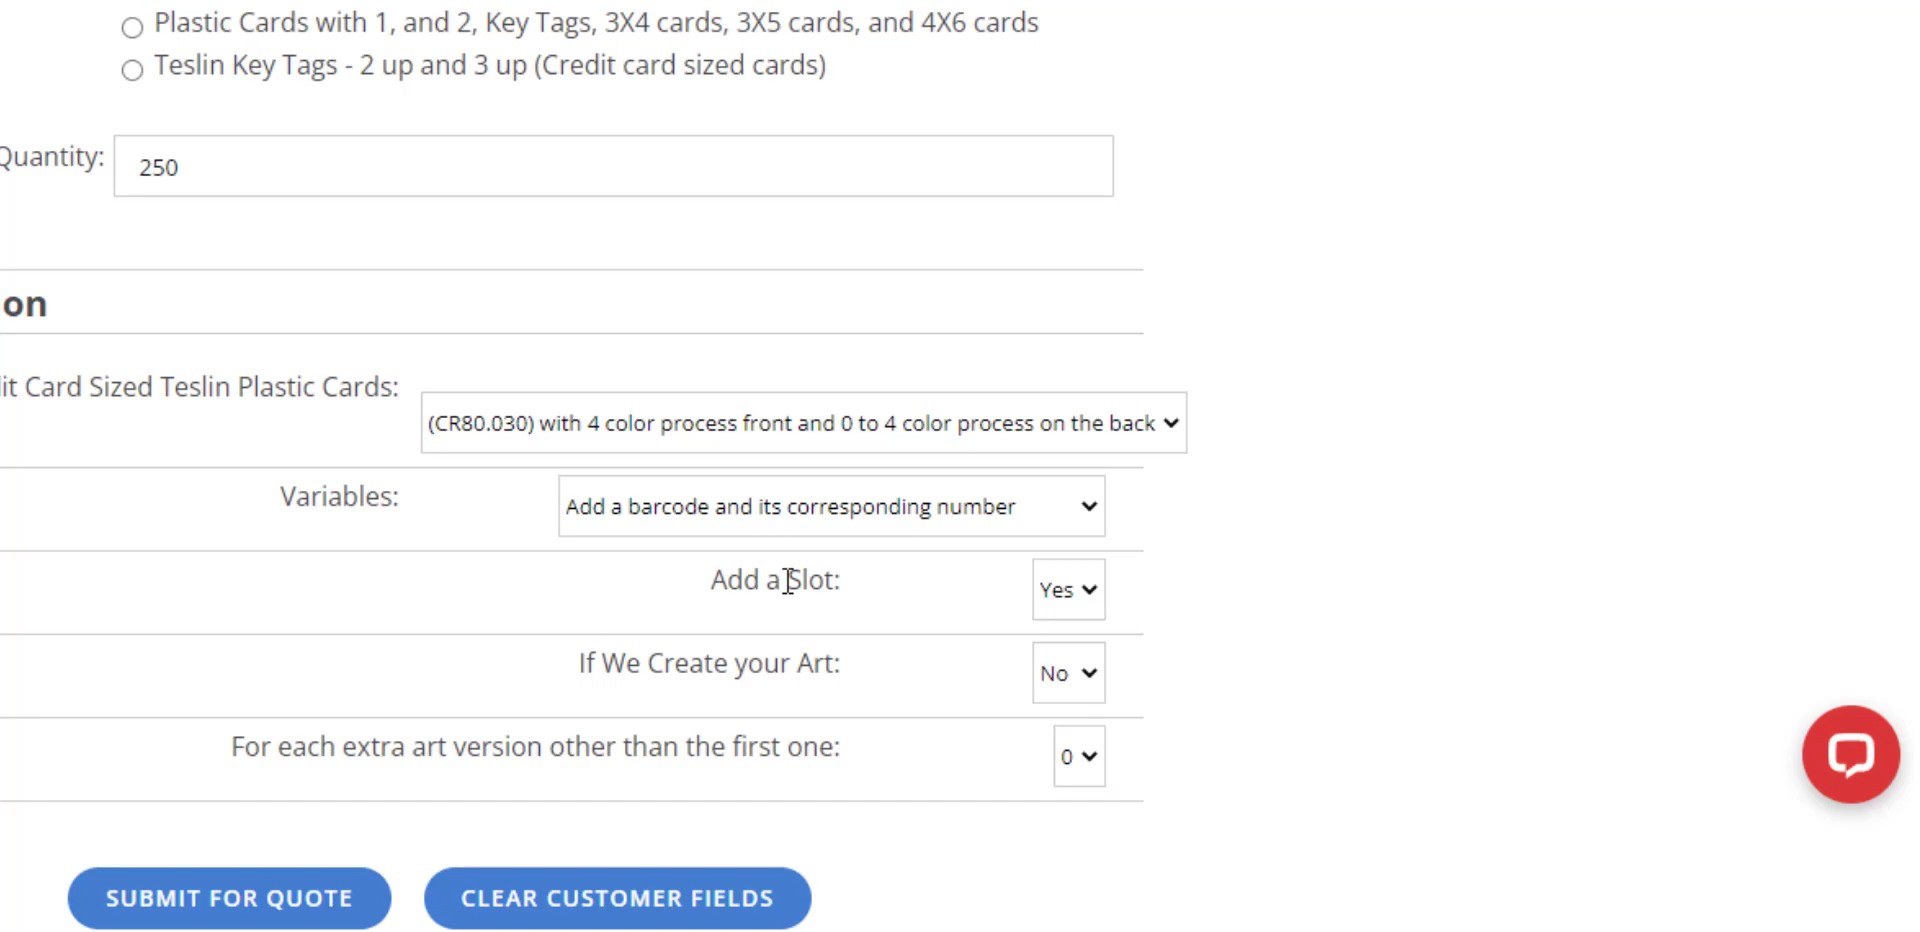 Plastic Cards with 1, and 2, Key Tags, 3X4 cards, 3X5 cards, and 4X6 cards
Teslin Key Tags - 2 up and 3 up (Credit card sized cards)
Quantity: 250
on
it Card Sized Teslin Plastic Cards: (CR80.030) with 4 color process front and 0 to 4 color process on the back
Variables: Add a barcode and its corresponding number
Add a Slot: Yes
If We Create your Art: No
For each extra art version other than the first one: 0
SUBMIT FOR QUOTE CLEAR CUSTOMER FIELDS